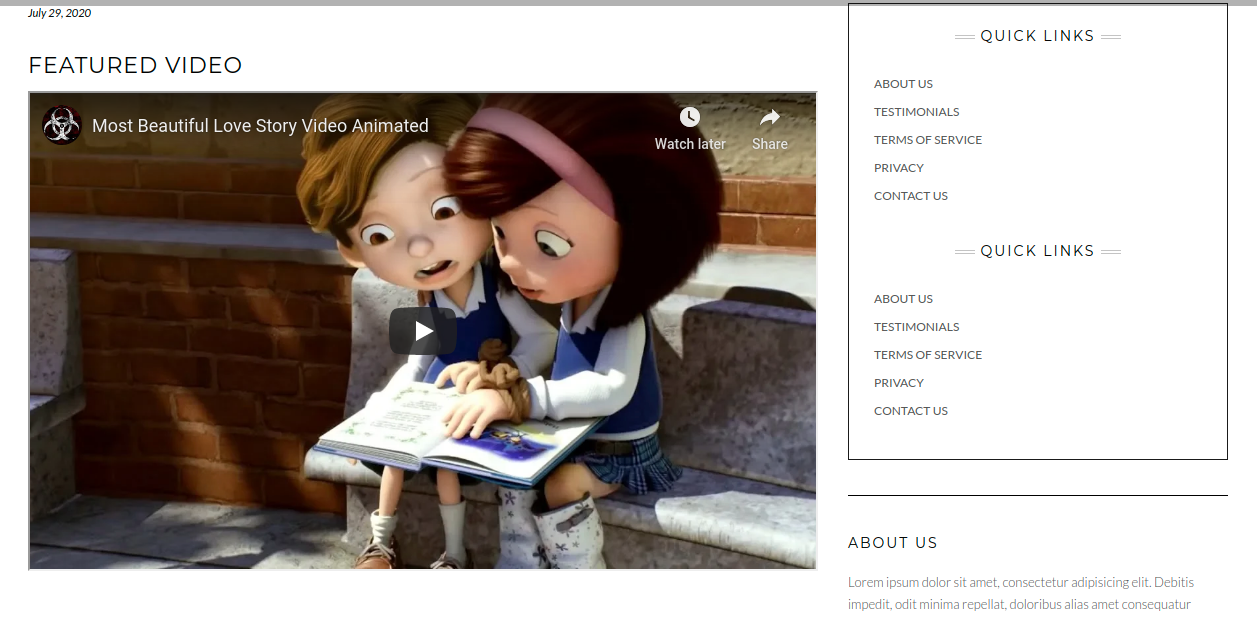 July 29, 2020
FEATURED VIDEO
Most Beautiful Love Story Video Animated
Watch later
Share
QUICK LINKS
ABOUT US
TESTIMONIALS
TERMS OF SERVICE
PRIVACY
CONTACT US
QUICK LINKS
ABOUT US
TESTIMONIALS
TERMS OF SERVICE
PRIVACY
CONTACT US
ABOUT US
Lorem ipsum dolor sit amet, consectetur adipisicing elit. Debitis
impedit, odit minima repellat, doloribus alias amet consequatur